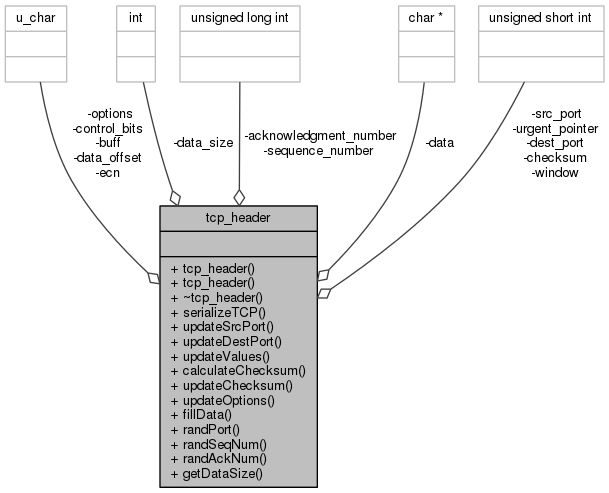 u_char
int
unsigned long int
char *
unsigned short int
-options
-control_bits
-buff
-data_offset
-ecn
-data_size
-acknowledgment_number
-sequence_number
-data
-src_port
-urgent_pointer
-dest_port
-checksum
-window
tcp_header
+ tcp_header()
+ tcp_header()
+ ~tcp_header()
+ serializeTCP()
+ updateSrcPort()
+ updateDestPort()
+ updateValues()
+ calculateChecksum()
+ updateChecksum()
+ updateOptions()
+ fillData()
+ randPort()
+ randSeqNum()
+ randAckNum()
+ getDataSize()